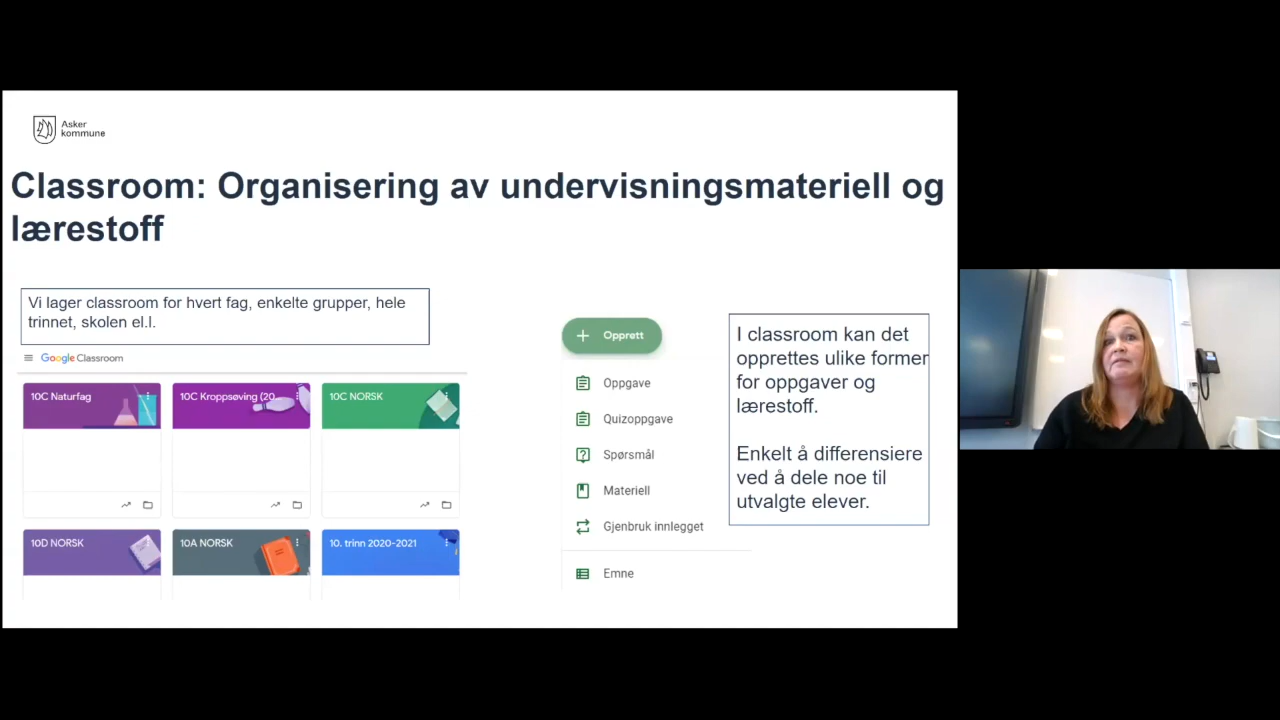 Asker
kommune
Classroom: Organisering av undervisningsmateriell og
lærestoff
Vi lager classroom for hvert fag, enkelte grupper, hele
trinnet, skolen el.l.
Google Classroom
10C Naturfag
10C Kroppsøving (20...
10C NORSK
10D NORSK
10A NORSK
10. trinn 2020-2021
Opprett
Oppgave
Quizoppgave
Spørsmål
Materiell
Gjenbruk innlegget
Emne
I classroom kan det
opprettes ulike former
for oppgaver og
lærestoff.
Enkelt å differensiere
ved å dele noe til
utvalgte elever.